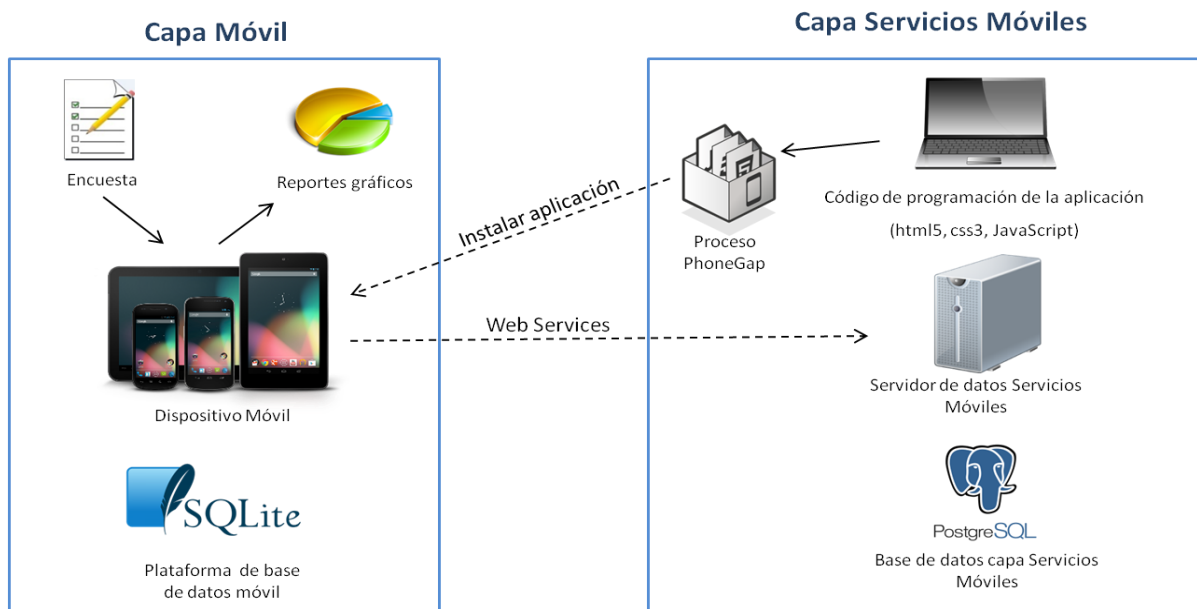 Capa Móvil
Capa Servicios Móviles
Encuesta
Reportes gráficos
Dispositivo Móvil
SQLite
Plataforma de base
de datos móvil
Instalar aplicación
Web Services
Proceso
PhoneGap
Código de programación de la aplicación
(html5, css3, JavaScript)
Servidor de datos Servicios
Móviles
PostgreSQL
Base de datos capa Servicios
Móviles